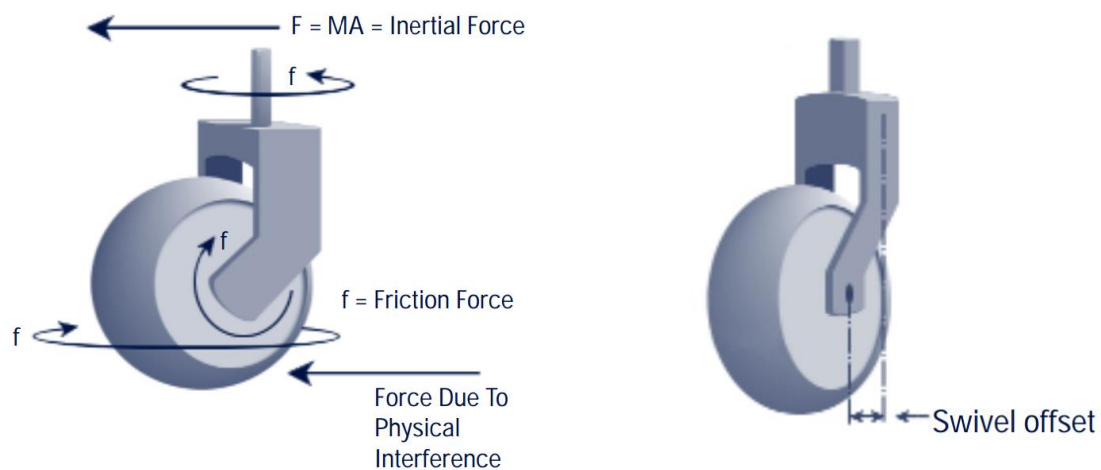 F = MA = Inertial Force
f
f
f = Friction Force
f
Force Due To
Physical
Interference
Swivel offset